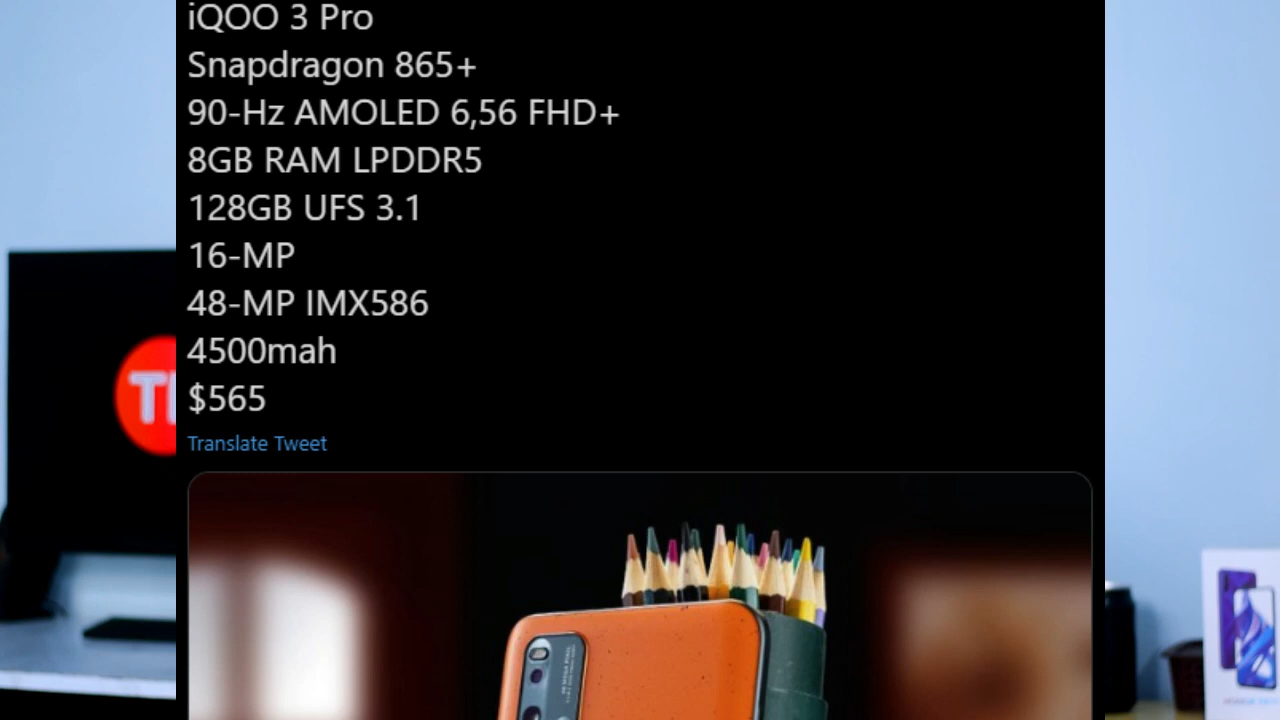 iQOO 3 Pro
Snapdragon 865+
90-Hz AMOLED 6,56 FHD+
8GB RAM LPDDR5
128GB UFS 3.1
16-MP
48-MP IMX586
4500mah
$565
Translate Tweet